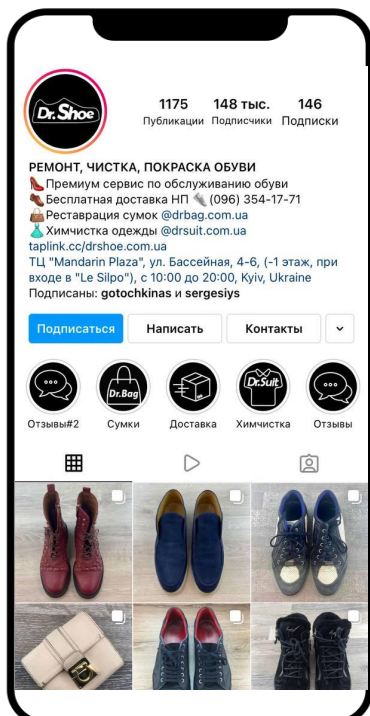 Dr. Shoe
1175 148 тыс. 146
Публикации Подписчики Подписки
РЕМОНТ, ЧИСТКА, ПОКРАСКА ОБУВИ
Премиум сервис по обслуживанию обуви
Бесплатная доставка НП (096) 354-17-71
Реставрация сумок @drbag.com.ua
Химчистка одежды @drsuit.com.ua
taplink.cc/drshoe.com.ua
ТЦ "Mandarin Plaza", ул. Бассейная, 4-6, (-1 этаж, при
входе в "Le Silpo"), с 10:00 до 20:00, Kyiv, Ukraine
Подписаны: gotochkinas и sergesiys
Подписаться Написать Контакты
Dr.Bag Dr.Suit
Отзывы#2 Сумки Доставка Химчистка Отзывы